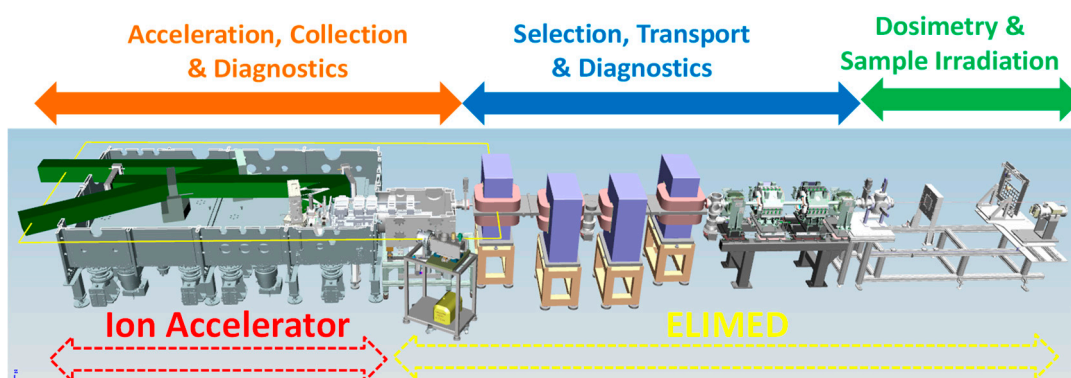 Acceleration, Collection
& Diagnostics
Selection, Transport
& Diagnostics
Dosimetry &
Sample Irradiation
Ion Accelerator
ELIMED